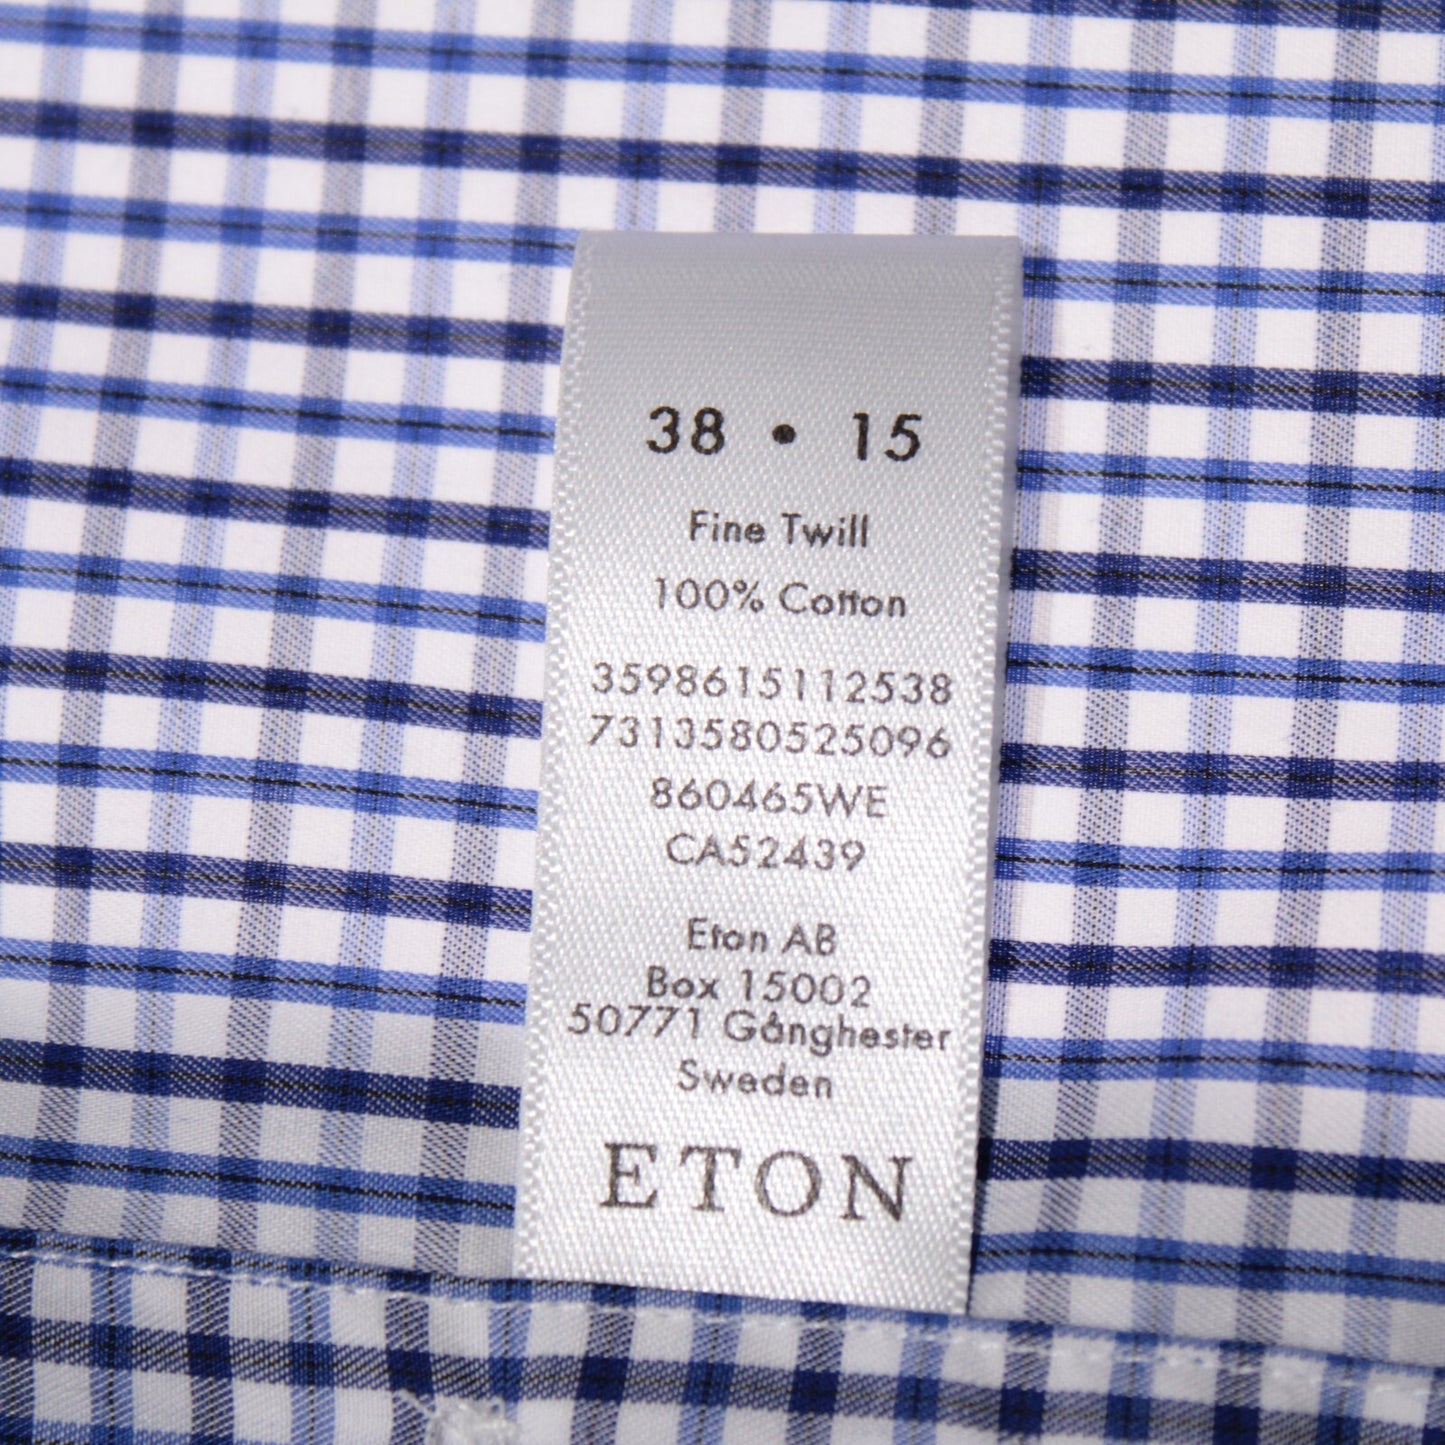 38 • 15
Fine Twill
100% Cotton
3598615112538
7313580525096
860465WE
CA52439
Eton AB
Box 15002
50771 Gånghester
Sweden
ETON